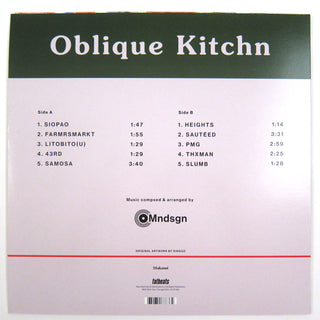 Oblique Kitchn
Side A
1. SIOPAO 1:47
2. FARMRSMARKT 1:55
3. LITOBITO(U) 1:29
4. 43RD 1:29
5. SAMOSA 3:40
Side B
1. HEIGHTS 1:14
2. SAUTÉED 3:31
3. PMG 2:59
4. THXMAN 2:25
5. SLUMB 1:28
Music composed & arranged by
Mndsgn
ORIGINAL ARTWORK BY
fatbeats